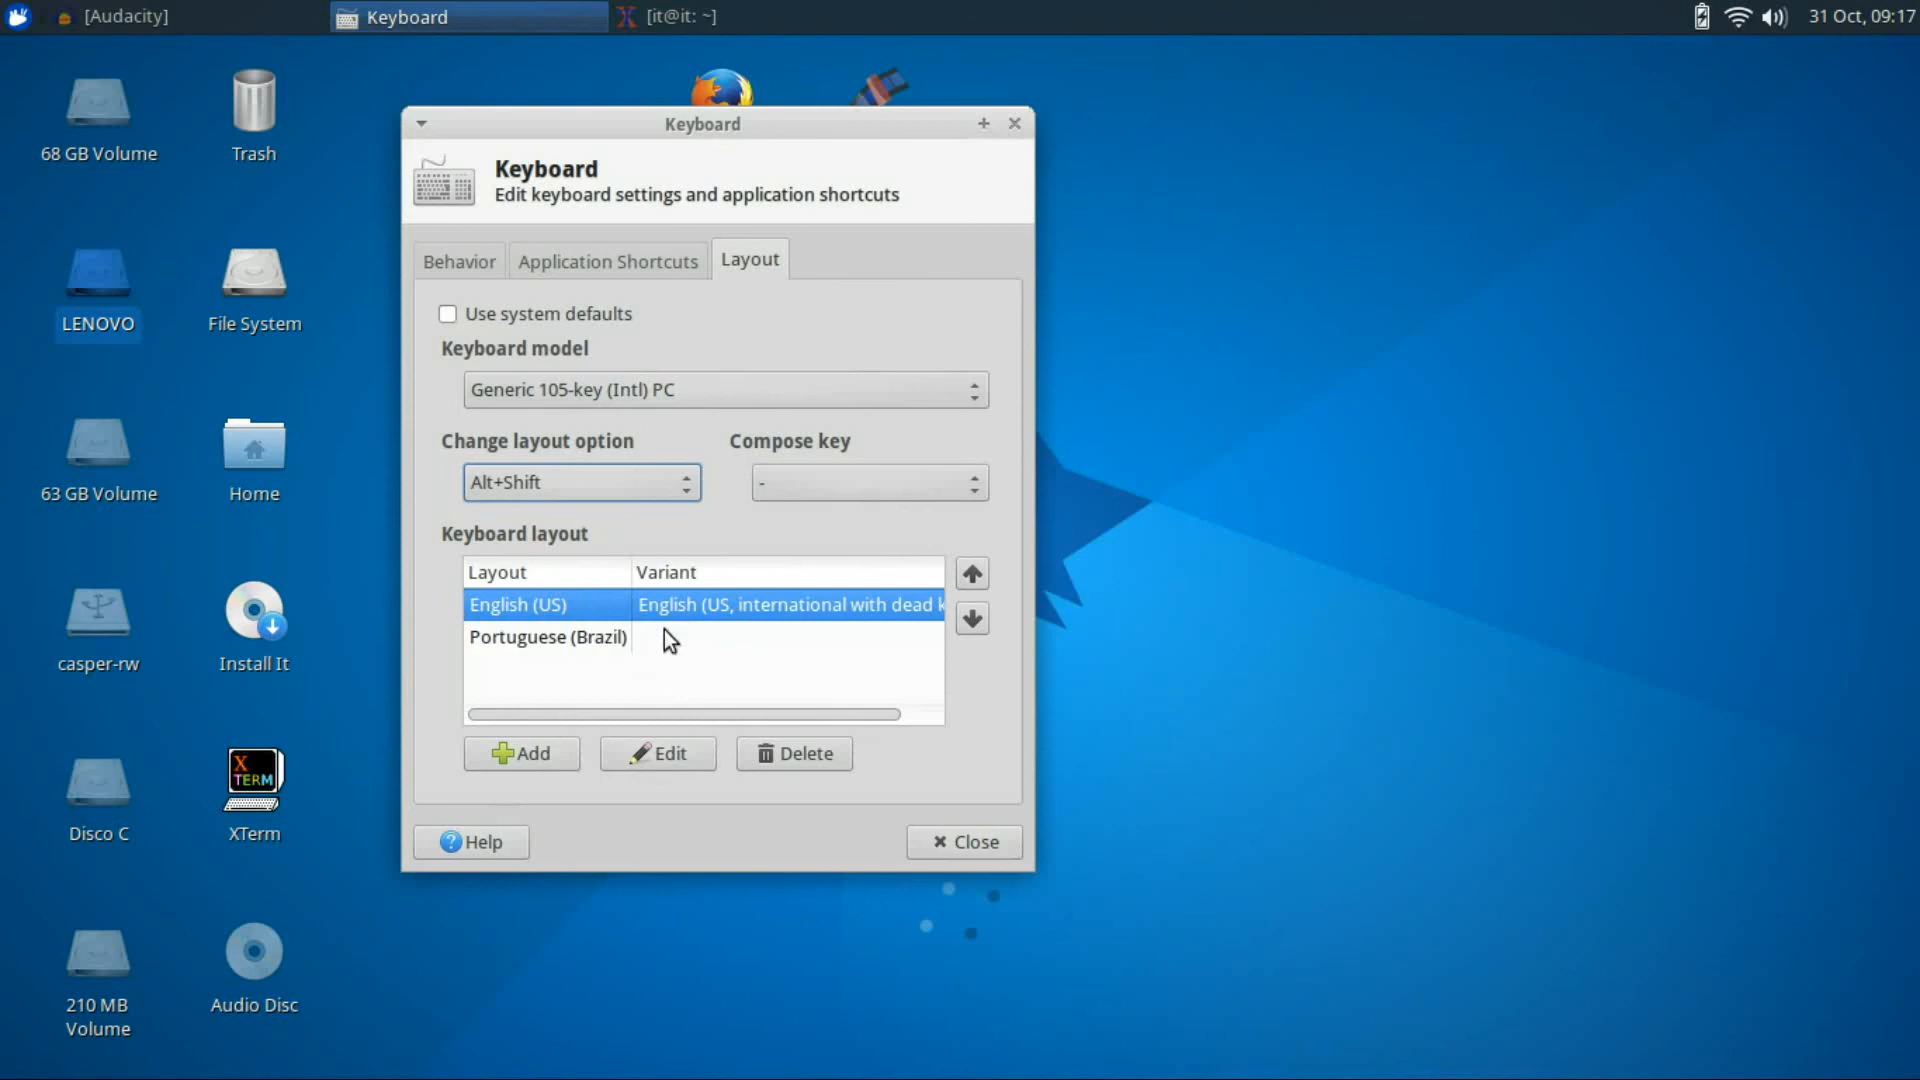 [Audacity]
Keyboard
[it@it: ~]
31 Oct, 09:17
68 GB Volume
Trash
LENOVO
File System
63 GB Volume
Home
casper-rw
Install It
Disco C
X
TERM
XTerm
210 MB
Volume
Audio Disc
Keyboard
Keyboard
Edit keyboard settings and application shortcuts
Behavior
Application Shortcuts
Layout
Use system defaults
Keyboard model
Generic 105-key (Intl) PC
Change layout option
Compose key
Alt+Shift
-
Keyboard layout
Layout
Variant
English (US)
English (US, international with dead k
Portuguese (Brazil)
Add
Edit
Delete
Help
Close